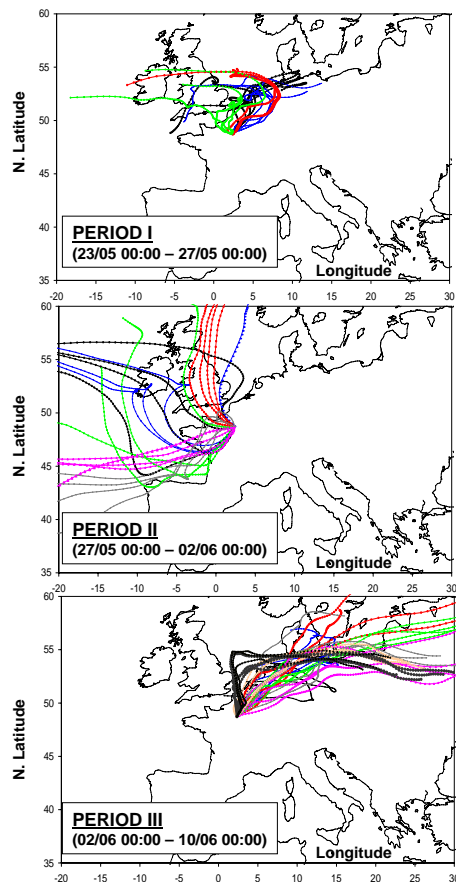 60
55
50
45
40
35
N. Latitude
PERIOD I
(23/05 00:00 – 27/05 00:00)
Longitude
-20 -15 -10 -5 0 5 10 15 20 25 30
60
55
50
45
40
35
N. Latitude
PERIOD II
(27/05 00:00 – 02/06 00:00)
Longitude
-20 -15 -10 -5 0 5 10 15 20 25 30
60
55
50
45
40
35
N. Latitude
PERIOD III
(02/06 00:00 – 10/06 00:00)
Longitude
-20 -15 -10 -5 0 5 10 15 20 25 30